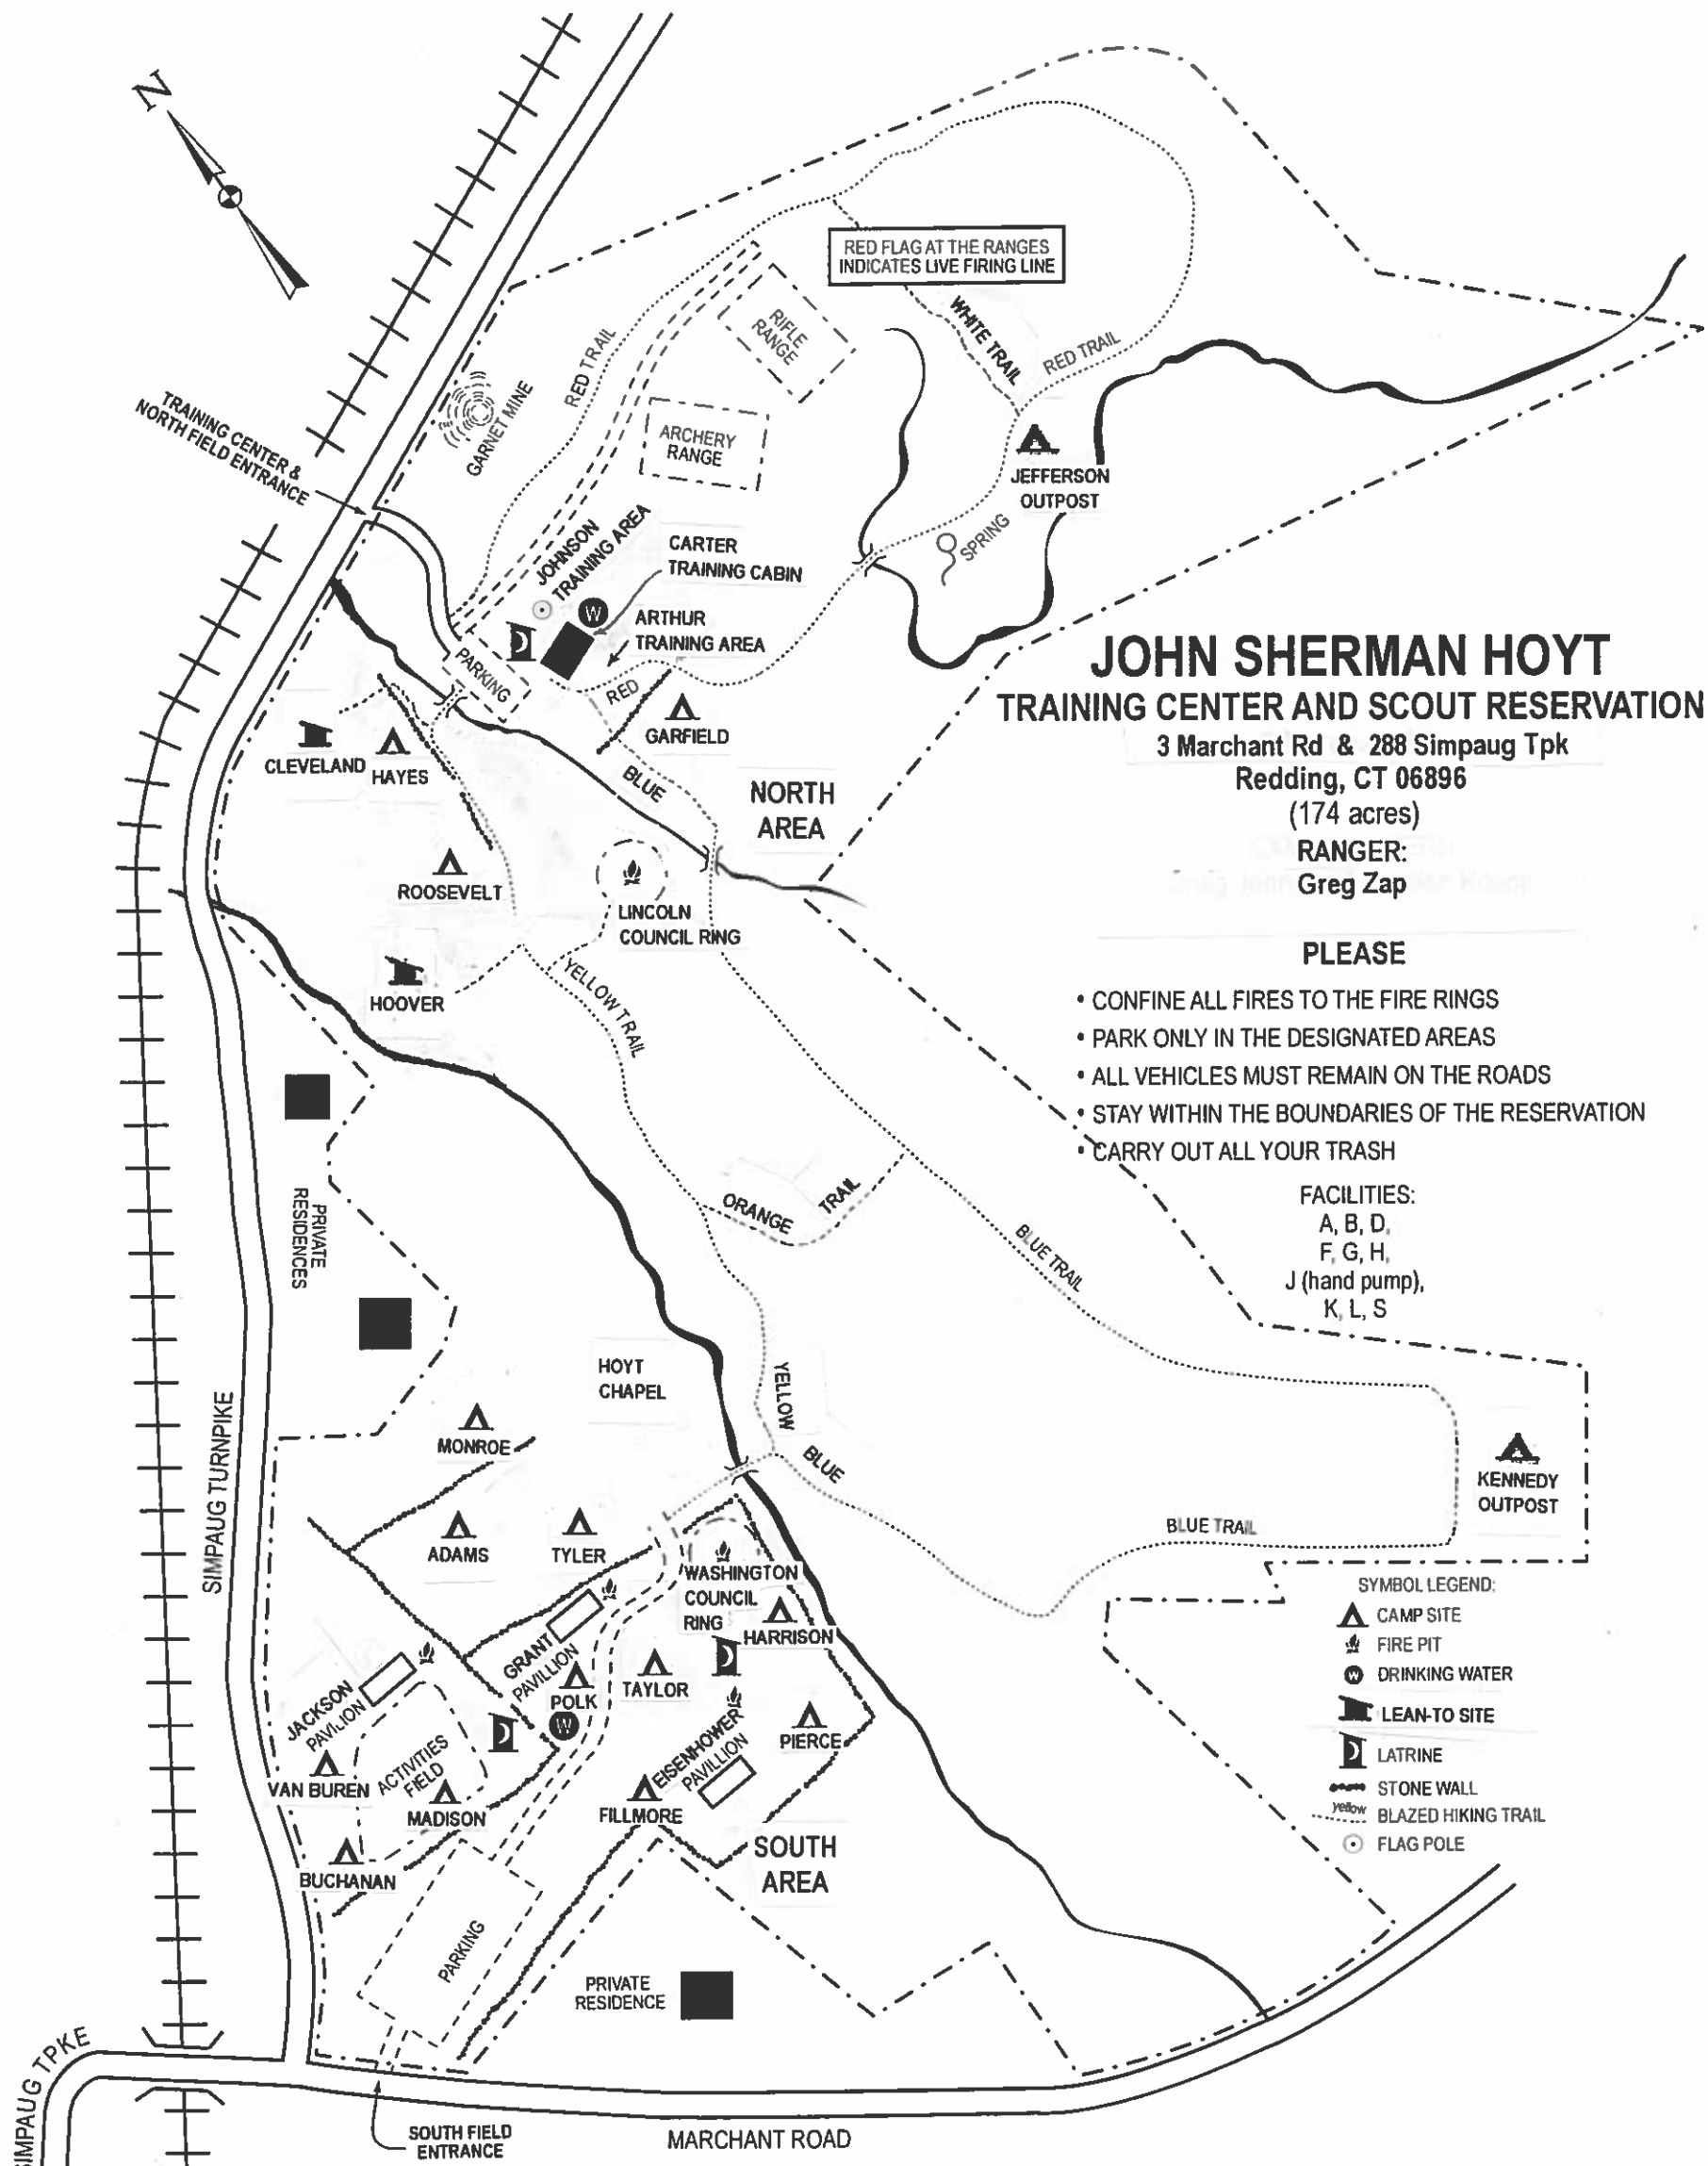 N
RED FLAG AT THE RANGES
INDICATES LIVE FIRING LINE
RIFLE
RANGE
WHITE TRAIL
RED TRAIL
RED TRAIL
GARNET MINE
TRAINING CENTER &
NORTH FIELD ENTRANCE
ARCHERY
RANGE
JEFFERSON
OUTPOST
SPRING
JOHNSON
TRAINING AREA
CARTER
TRAINING CABIN
W
ARTHUR
TRAINING AREA
PARKING
RED
GARFIELD
CLEVELAND
HAYES
BLUE
NORTH
AREA
JOHN SHERMAN HOYT
TRAINING CENTER AND SCOUT RESERVATION
3 Marchant Rd & 288 Simpaug Tpk
Redding, CT 06896
(174 acres)
RANGER:
Greg Zap
PLEASE
• CONFINE ALL FIRES TO THE FIRE RINGS
• PARK ONLY IN THE DESIGNATED AREAS
• ALL VEHICLES MUST REMAIN ON THE ROADS
• STAY WITHIN THE BOUNDARIES OF THE RESERVATION
• CARRY OUT ALL YOUR TRASH
FACILITIES:
A, B, D,
F, G, H,
J (hand pump),
K, L, S
ROOSEVELT
LINCOLN
COUNCIL RING
HOOVER
YELLOW TRAIL
PRIVATE
RESIDENCES
ORANGE TRAIL
BLUE TRAIL
HOYT
CHAPEL
YELLOW
MONROE
BLUE
KENNEDY
OUTPOST
BLUE TRAIL
SIMPAUG TURNPIKE
ADAMS
TYLER
WASHINGTON
COUNCIL
RING
HARRISON
GRANT
PAVILLION
POLK
W
TAYLOR
JACKSON
PAVILION
EISENHOWER
PAVILLION
PIERCE
VAN BUREN
ACTIVITIES
FIELD
MADISON
FILLMORE
BUCHANAN
SOUTH
AREA
PARKING
PRIVATE
RESIDENCE
SYMBOL LEGEND:
CAMP SITE
FIRE PIT
W DRINKING WATER
LEAN-TO SITE
LATRINE
STONE WALL
yellow BLAZED HIKING TRAIL
FLAG POLE
SIMPAUG TPKE
SOUTH FIELD
ENTRANCE
MARCHANT ROAD